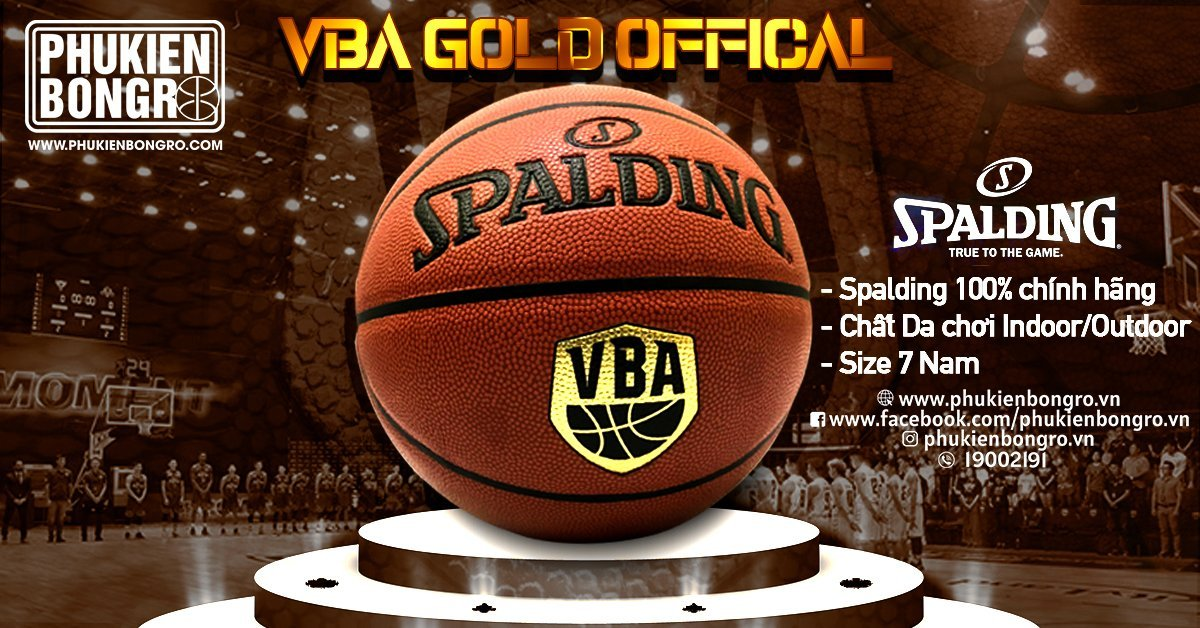 PHUKIEN
BONGRO
WWW.PHUKIENBONGRO.COM
VBA GOLD OFFICAL
S
SPALDING
VBA
S
SPALDING
TRUE TO THE GAME.
- Spalding 100% chính hãng
- Chất Da chơi Indoor/Outdoor
- Size 7 Nam
www.phukienbongro.vn
www.facebook.com/phukienbongro.vn
phukienbongro.vn
19002191
MOMENT
24